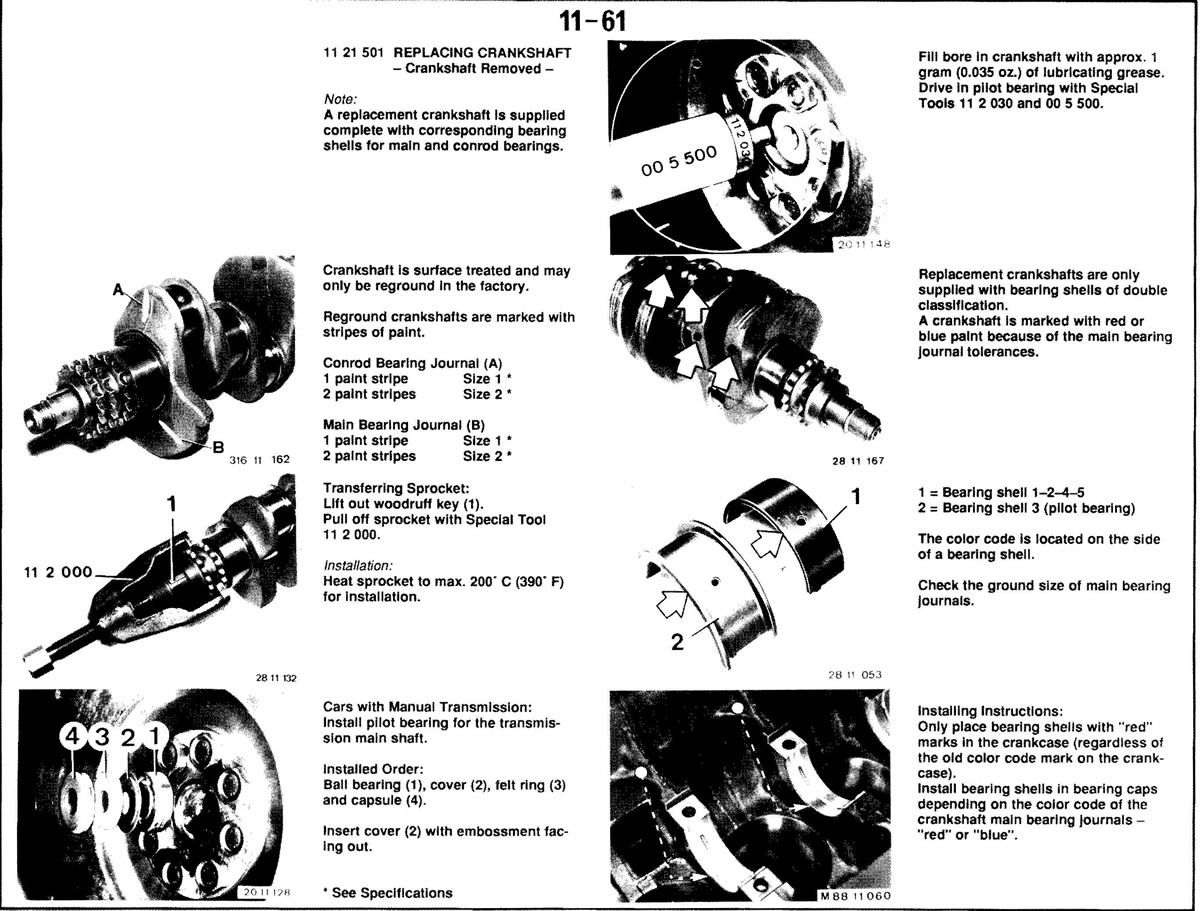 11-61
11 21 501 REPLACING CRANKSHAFT
– Crankshaft Removed –
Note:
A replacement crankshaft is supplied
complete with corresponding bearing
shells for main and conrod bearings.
A
B
316 11 162
Crankshaft is surface treated and may
only be reground in the factory.
Reground crankshafts are marked with
stripes of paint.
Conrod Bearing Journal (A)
1 paint stripe Size 1 *
2 paint stripes Size 2 *
Main Bearing Journal (B)
1 paint stripe Size 1 *
2 paint stripes Size 2 *
1
11 2 000
28 11 132
Transferring Sprocket:
Lift out woodruff key (1).
Pull off sprocket with Special Tool
11 2 000.
Installation:
Heat sprocket to max. 200° C (390° F)
for installation.
4 3 2 1
20 11 128
Cars with Manual Transmission:
Install pilot bearing for the transmis-
sion main shaft.
Installed Order:
Ball bearing (1), cover (2), felt ring (3)
and capsule (4).
Insert cover (2) with embossment fac-
ing out.
* See Specifications
00 5 500
11 2 030
20 11 148
Fill bore in crankshaft with approx. 1
gram (0.035 oz.) of lubricating grease.
Drive in pilot bearing with Special
Tools 11 2 030 and 00 5 500.
28 11 167
Replacement crankshafts are only
supplied with bearing shells of double
classification.
A crankshaft is marked with red or
blue paint because of the main bearing
journal tolerances.
1
2
28 11 053
1 = Bearing shell 1–2–4–5
2 = Bearing shell 3 (pilot bearing)
The color code is located on the side
of a bearing shell.
Check the ground size of main bearing
journals.
M88 11 060
Installing Instructions:
Only place bearing shells with "red"
marks in the crankcase (regardless of
the old color code mark on the crank-
case).
Install bearing shells in bearing caps
depending on the color code of the
crankshaft main bearing journals –
"red" or "blue".